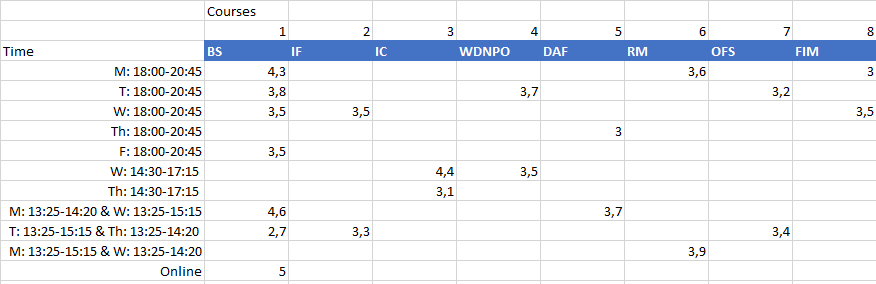 Courses
1 2 3 4 5 6 7 8
Time BS IF IC WDNPO DAF RM OFS FIM
M: 18:00-20:45 4,3 3,6 3
T: 18:00-20:45 3,8 3,7 3,2
W: 18:00-20:45 3,5 3,5 3,5
Th: 18:00-20:45 3
F: 18:00-20:45 3,5
W: 14:30-17:15 4,4 3,5
Th: 14:30-17:15 3,1
M: 13:25-14:20 & W: 13:25-15:15 4,6 3,7
T: 13:25-15:15 & Th: 13:25-14:20 2,7 3,3 3,4
M: 13:25-15:15 & W: 13:25-14:20 3,9
Online 5